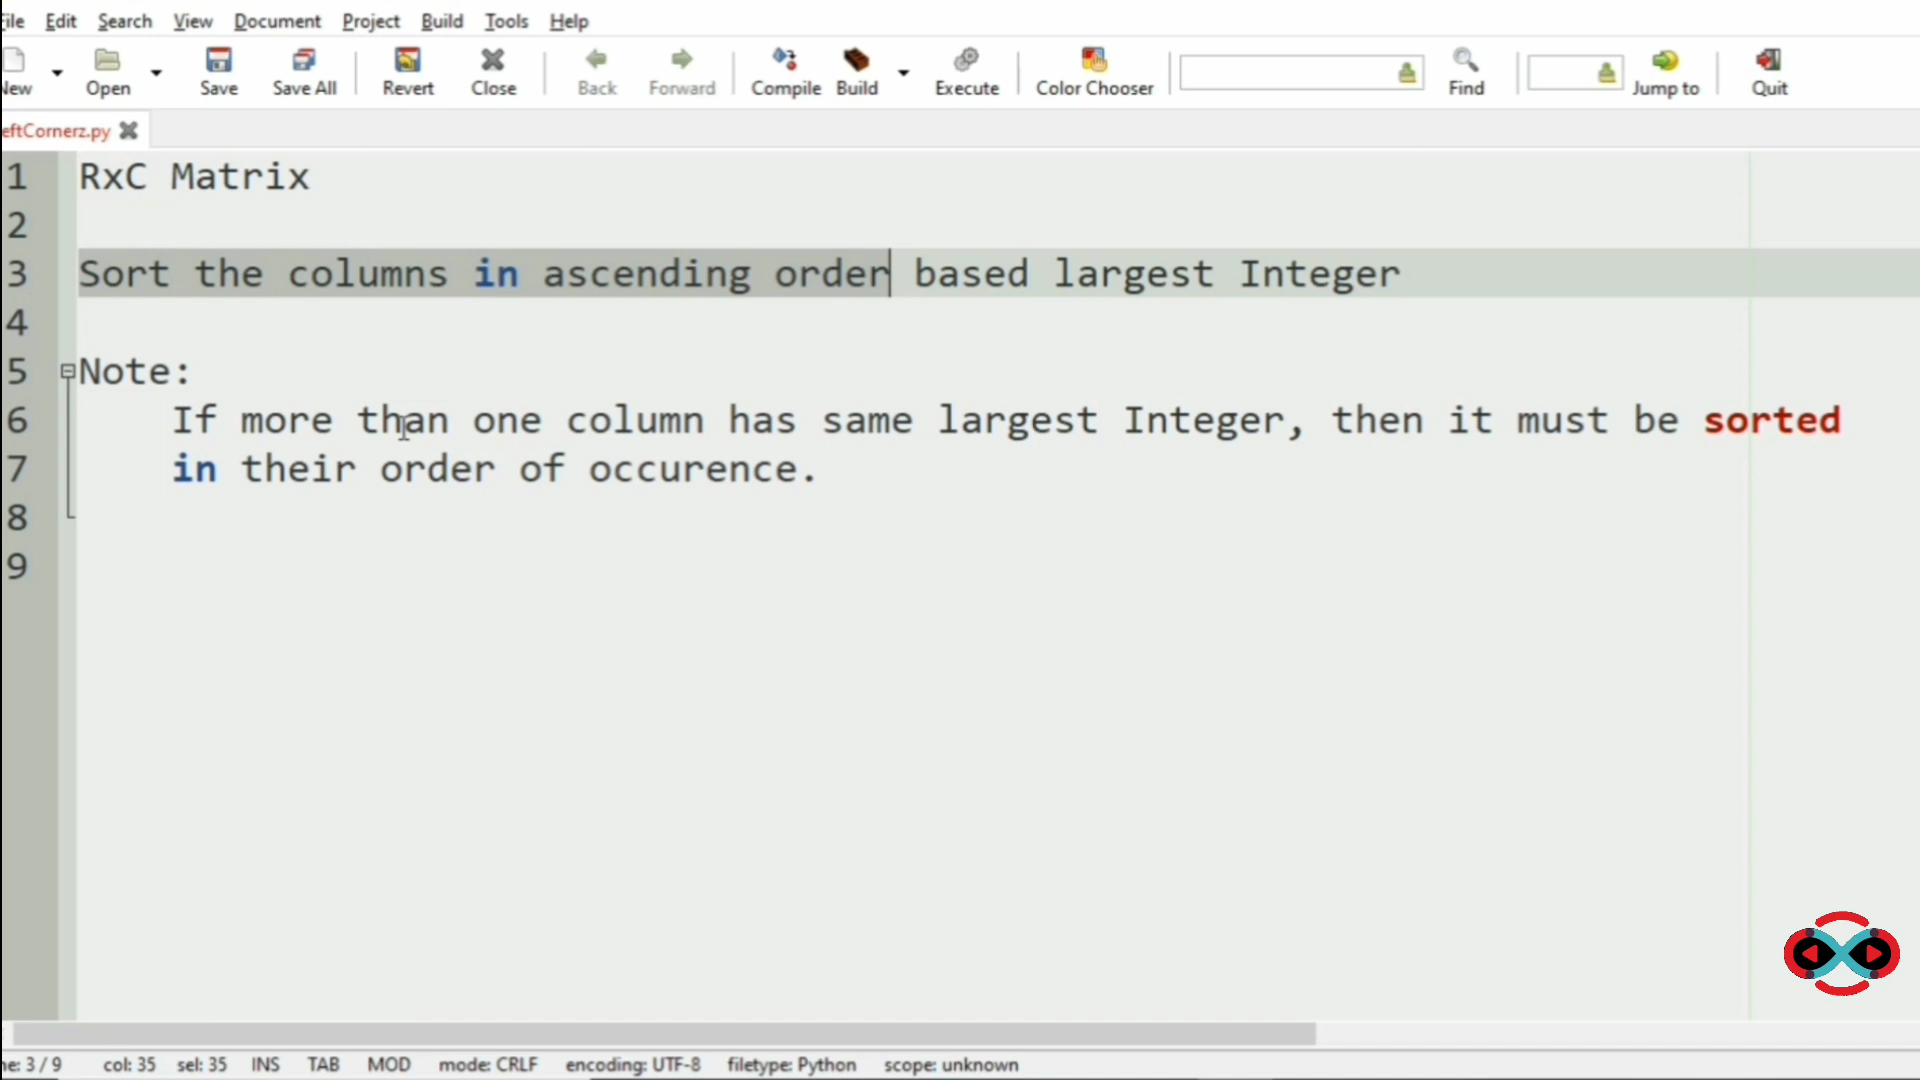 ile Edit Search View Document Project Build Tools Help
New Open Save Save All Revert Close Back Forward Compile Build Execute Color Chooser Find Jump to Quit
eftCornerz.py
1 RxC Matrix
2
3 Sort the columns in ascending order based largest Integer
4
5 Note:
6 If more than one column has same largest Integer, then it must be sorted
7 in their order of occurence.
8
9
ne: 3 / 9 col: 35 sel: 35 INS TAB MOD mode: CRLF encoding: UTF-8 filetype: Python scope: unknown